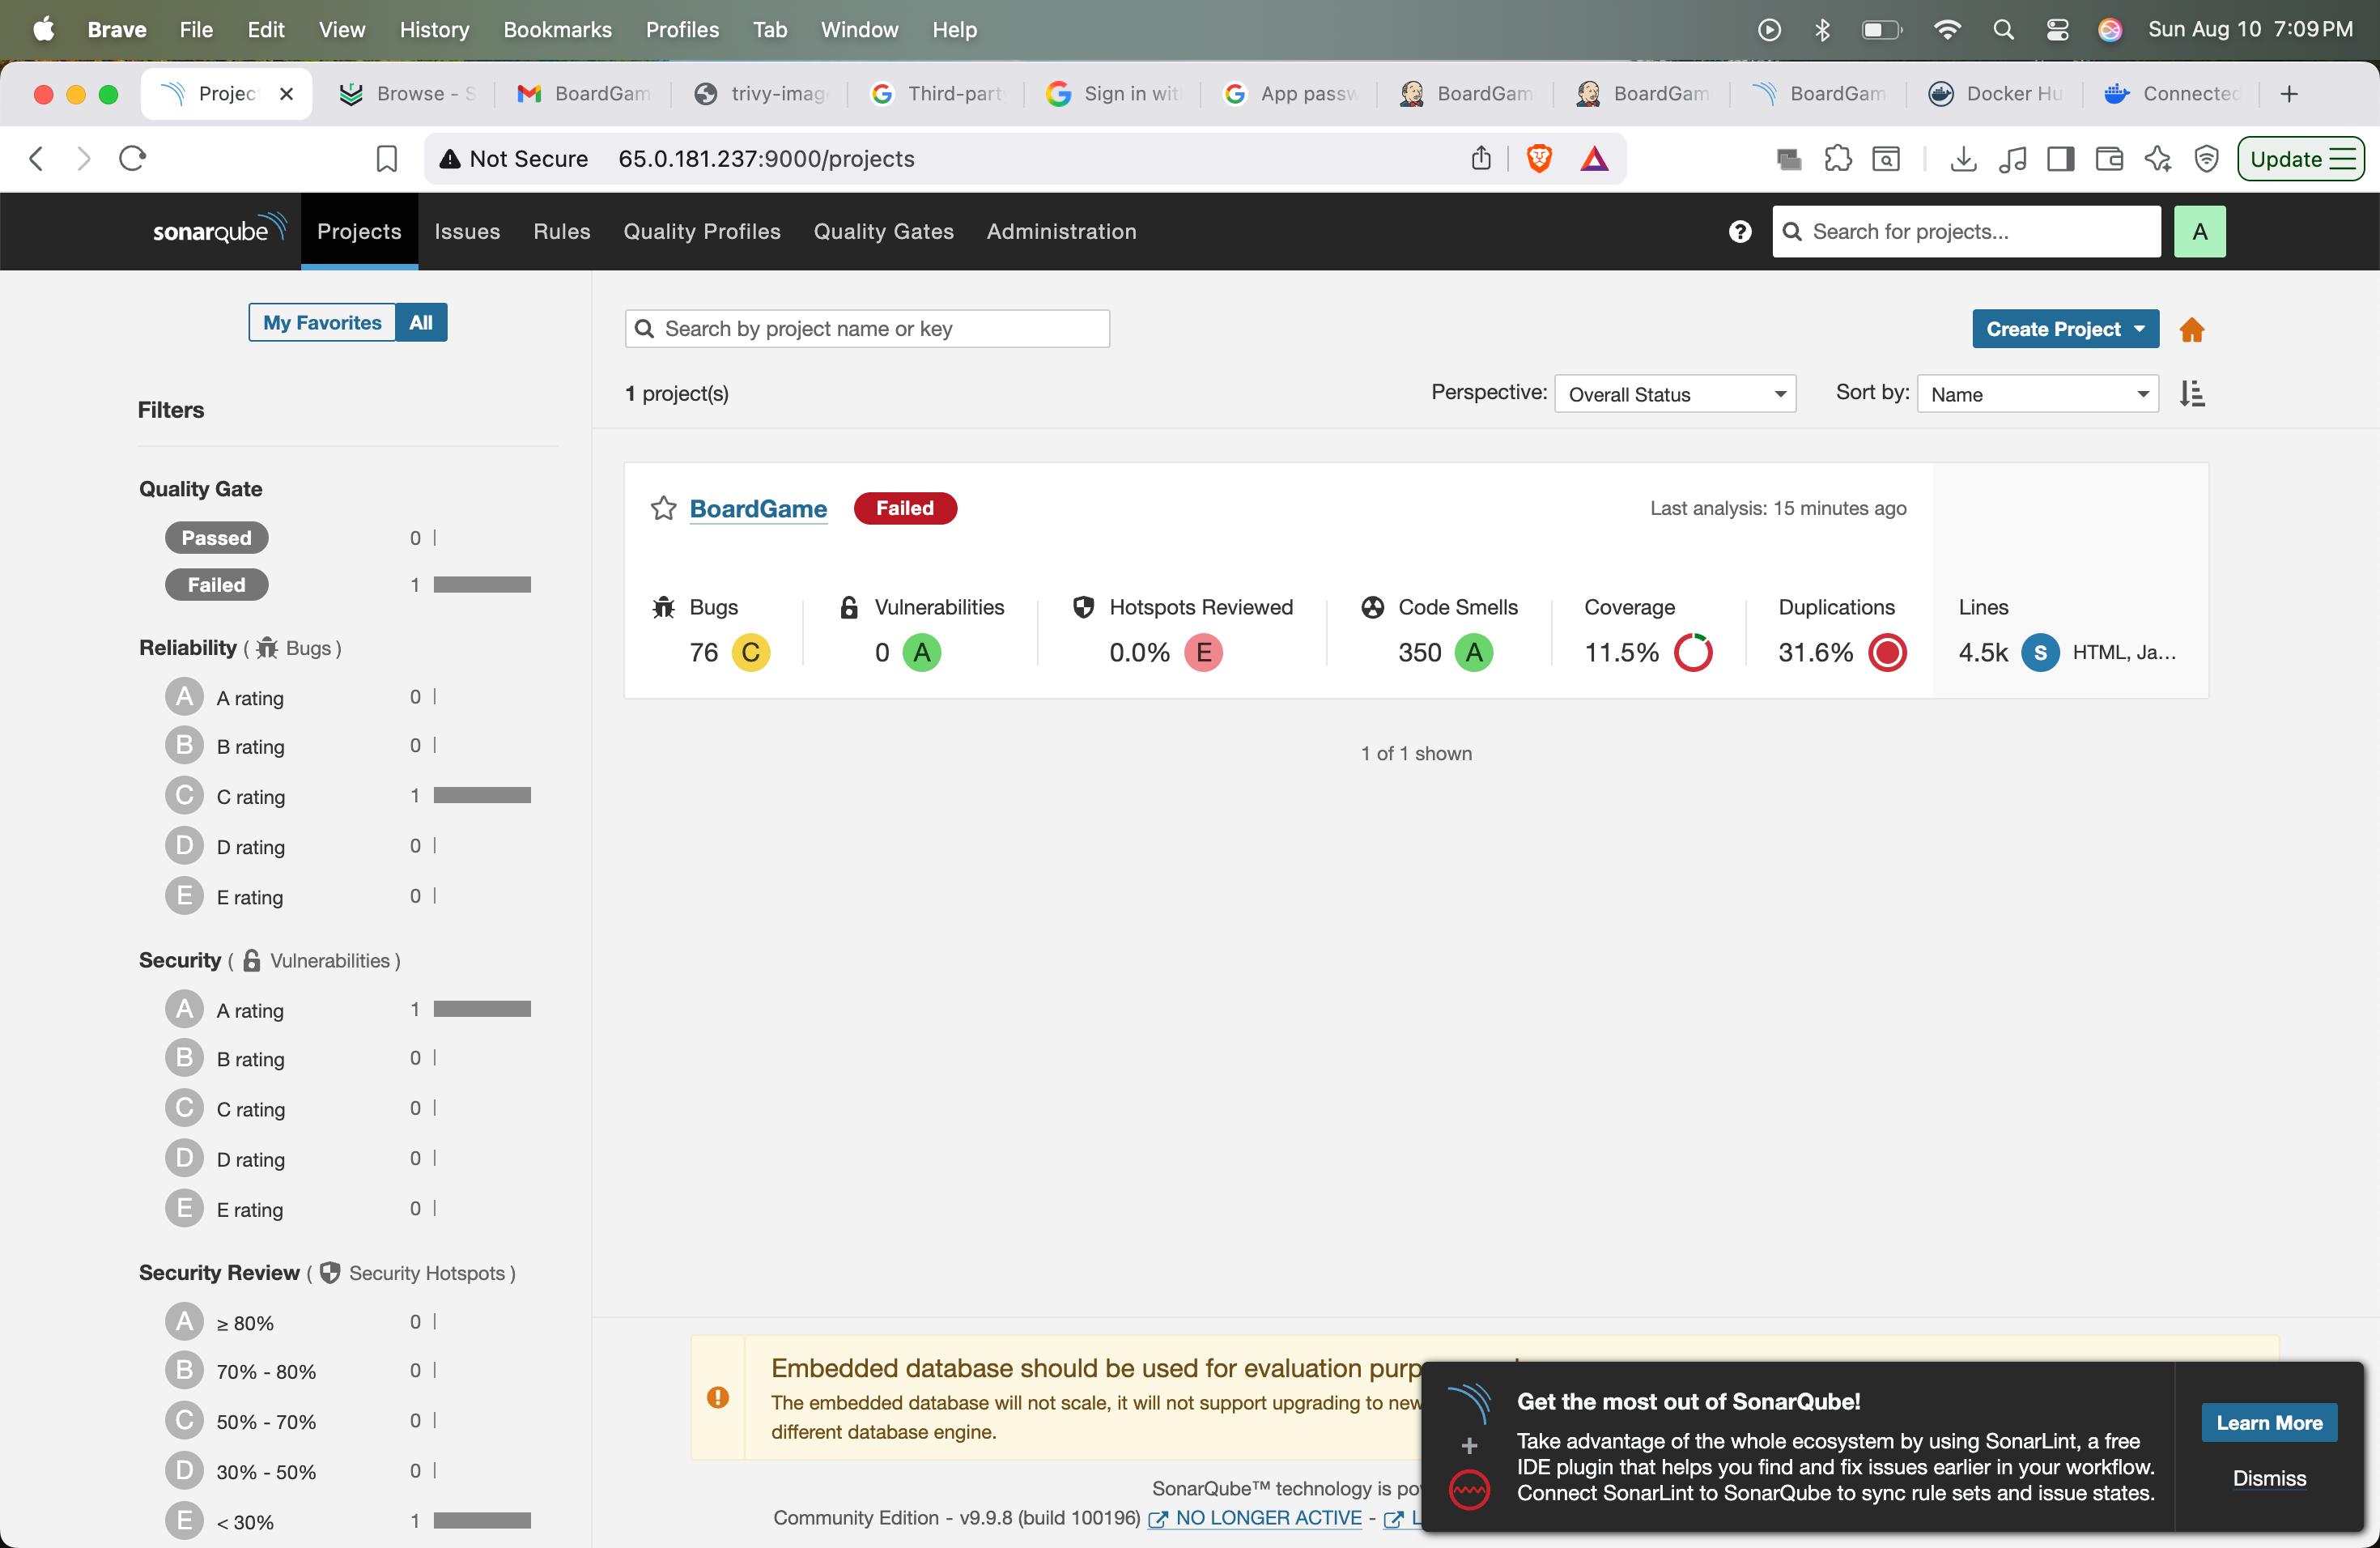 Brave File Edit View History Bookmarks Profiles Tab Window Help Sun Aug 10 7:09 PM
Projec Browse - S BoardGam trivy-imag Third-part Sign in wit App passw BoardGam BoardGam BoardGam Docker Hu Connected
Not Secure 65.0.181.237:9000/projects Update
sonarqube Projects Issues Rules Quality Profiles Quality Gates Administration Search for projects... A
My Favorites All
Filters
Quality Gate
Passed 0
Failed 1
Reliability ( Bugs )
A A rating 0
B B rating 0
C C rating 1
D D rating 0
E E rating 0
Security ( Vulnerabilities )
A A rating 1
B B rating 0
C C rating 0
D D rating 0
E E rating 0
Security Review ( Security Hotspots )
A ≥ 80% 0
B 70% - 80% 0
C 50% - 70% 0
D 30% - 50% 0
E < 30% 1
Search by project name or key Create Project
1 project(s) Perspective: Overall Status Sort by: Name
BoardGame Failed Last analysis: 15 minutes ago
Bugs Vulnerabilities Hotspots Reviewed Code Smells Coverage Duplications Lines
76 C 0 A 0.0% E 350 A 11.5% 31.6% 4.5k S HTML, Ja...
1 of 1 shown
Embedded database should be used for evaluation purp
The embedded database will not scale, it will not support upgrading to new
different database engine.
SonarQube™ technology is po
Community Edition - v9.9.8 (build 100196) NO LONGER ACTIVE - L
Get the most out of SonarQube!
Take advantage of the whole ecosystem by using SonarLint, a free
IDE plugin that helps you find and fix issues earlier in your workflow.
Connect SonarLint to SonarQube to sync rule sets and issue states.
Learn More
Dismiss